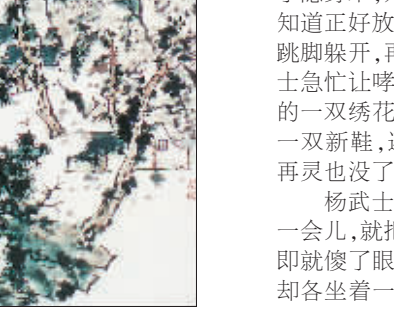 知道正好放
跳脚躲开,再
士急忙让哮
的一双绣花
一双新鞋,这
再灵也没了
杨武士
一会儿,就扌
即就傻了眼
却各坐着一